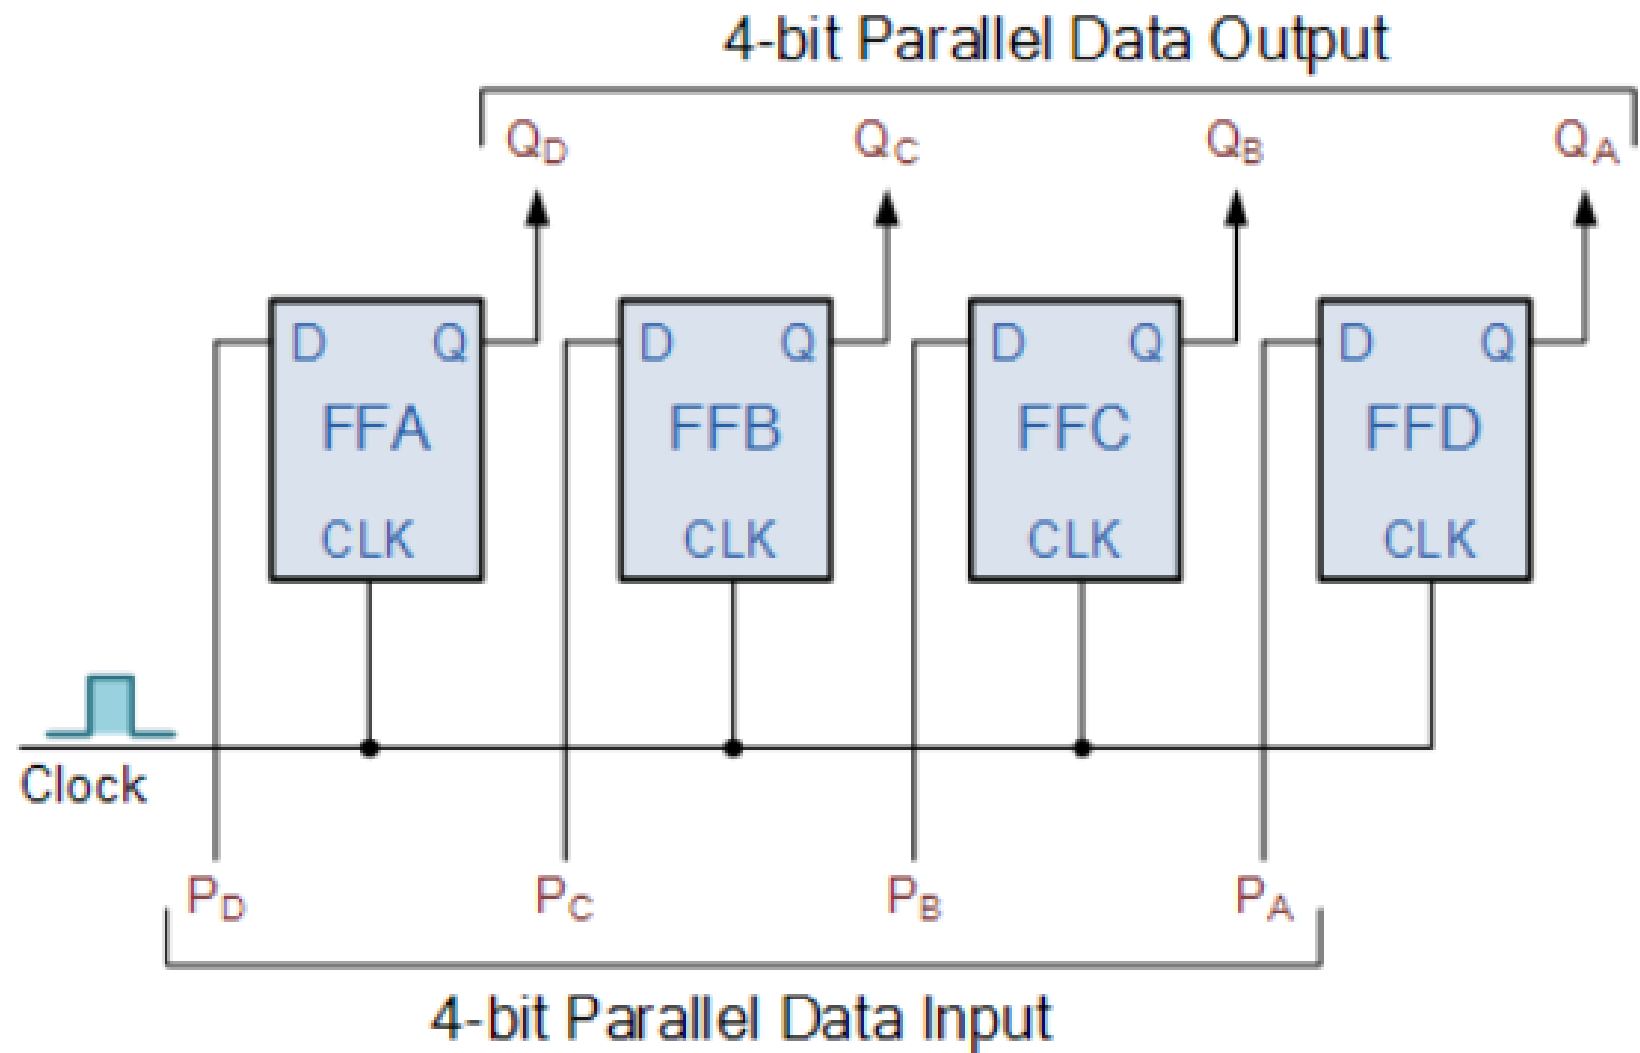 4-bit Parallel Data Output
QD QC QB QA
D Q D Q D Q D Q
FFA FFB FFC FFD
CLK CLK CLK CLK
Clock
PD PC PB PA
4-bit Parallel Data Input